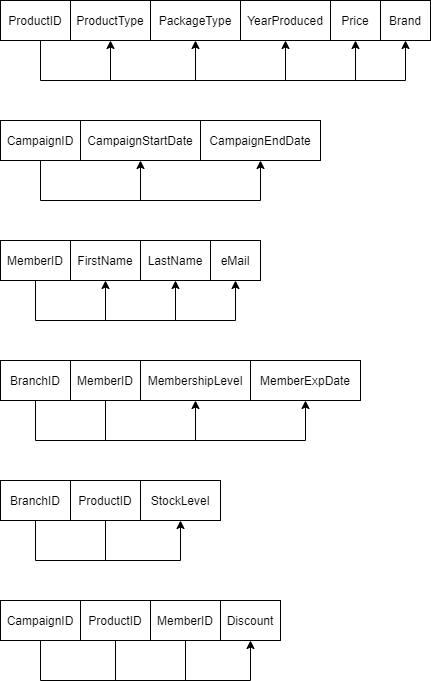 ProductID ProductType PackageType YearProduced Price Brand
CampaignID CampaignStartDate CampaignEndDate
MemberID FirstName LastName eMail
BranchID MemberID MembershipLevel MemberExpDate
BranchID ProductID StockLevel
CampaignID ProductID MemberID Discount